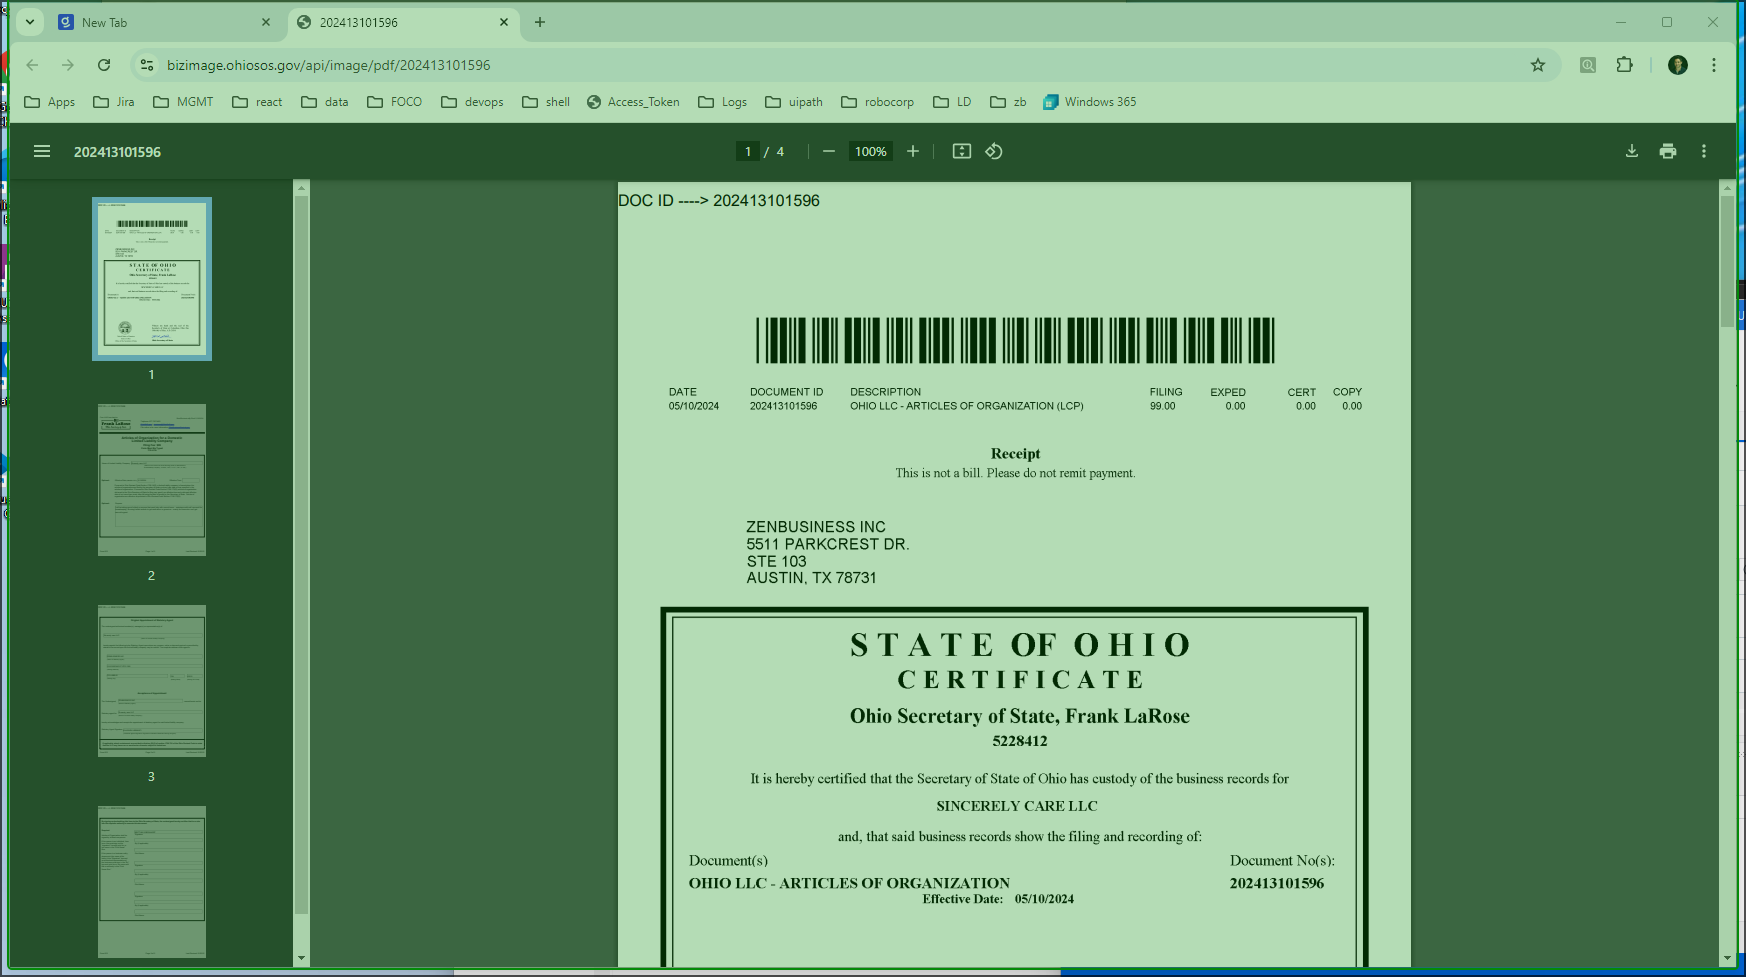 New Tab
202413101596
bizimage.ohiosos.gov/api/image/pdf/202413101596
Apps Jira MGMT react data FOCO devops shell Access_Token Logs uipath robocorp LD zb Windows 365
202413101596
1 / 4
100%
1
Frank LaRose
2
3
DOC ID ----> 202413101596
DATE DOCUMENT ID DESCRIPTION FILING EXPED CERT COPY
05/10/2024 202413101596 OHIO LLC - ARTICLES OF ORGANIZATION (LCP) 99.00 0.00 0.00 0.00
Receipt
This is not a bill. Please do not remit payment.
ZENBUSINESS INC
5511 PARKCREST DR.
STE 103
AUSTIN, TX 78731
STATE OF OHIO
CERTIFICATE
Ohio Secretary of State, Frank LaRose
5228412
It is hereby certified that the Secretary of State of Ohio has custody of the business records for
SINCERELY CARE LLC
and, that said business records show the filing and recording of:
Document(s) Document No(s):
OHIO LLC - ARTICLES OF ORGANIZATION 202413101596
Effective Date: 05/10/2024